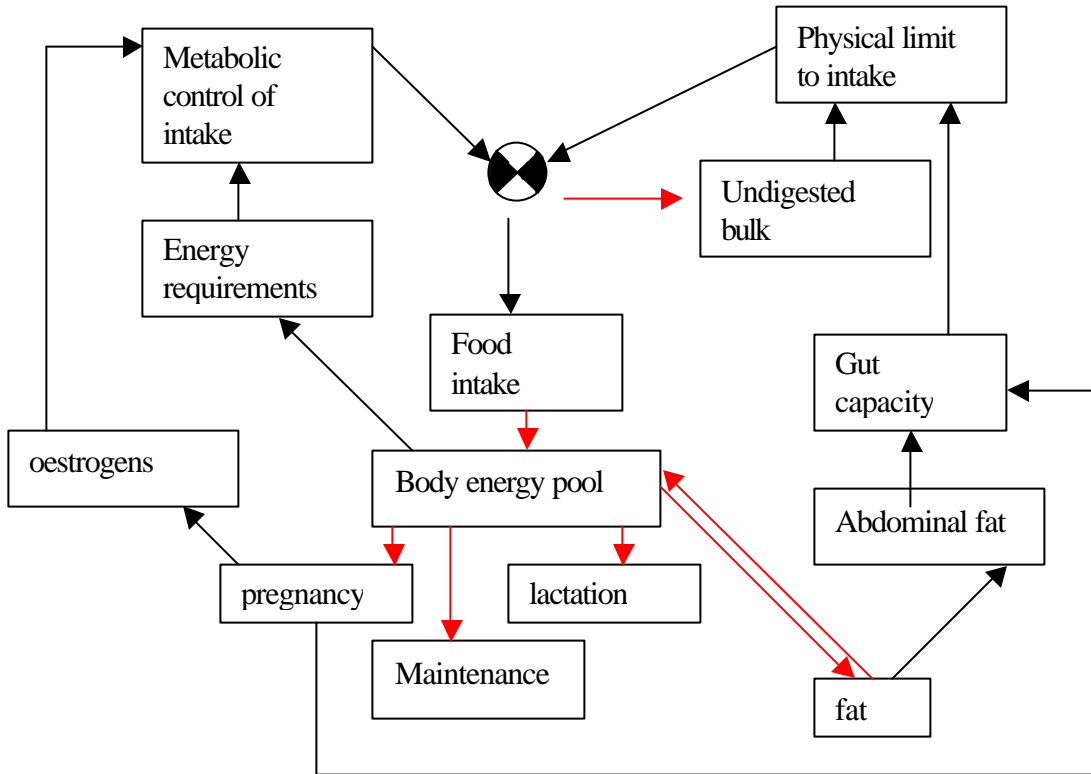 Metabolic
control of
intake
Physical limit
to intake
Undigested
bulk
Energy
requirements
Food
intake
Gut
capacity
oestrogens
Body energy pool
Abdominal fat
pregnancy
lactation
Maintenance
fat